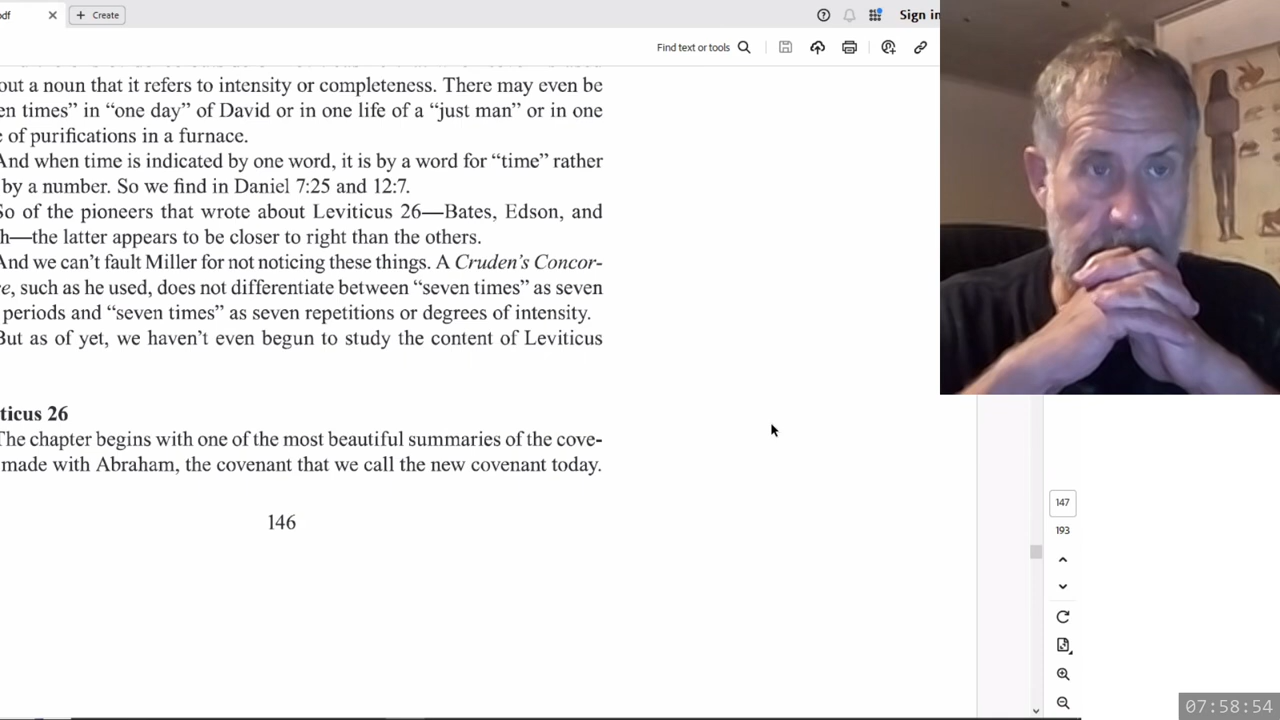 odf
Create
Sign in
Find text or tools
out a noun that it refers to intensity or completeness. There may even be
en times” in “one day” of David or in one life of a “just man” or in one
e of purifications in a furnace.
And when time is indicated by one word, it is by a word for “time” rather
by a number. So we find in Daniel 7:25 and 12:7.
So of the pioneers that wrote about Leviticus 26—Bates, Edson, and
h—the latter appears to be closer to right than the others.
And we can’t fault Miller for not noticing these things. A Cruden’s Concor-
e, such as he used, does not differentiate between “seven times” as seven
periods and “seven times” as seven repetitions or degrees of intensity.
But as of yet, we haven’t even begun to study the content of Leviticus
ticus 26
The chapter begins with one of the most beautiful summaries of the cove-
made with Abraham, the covenant that we call the new covenant today.
146
147
193
07:58:54